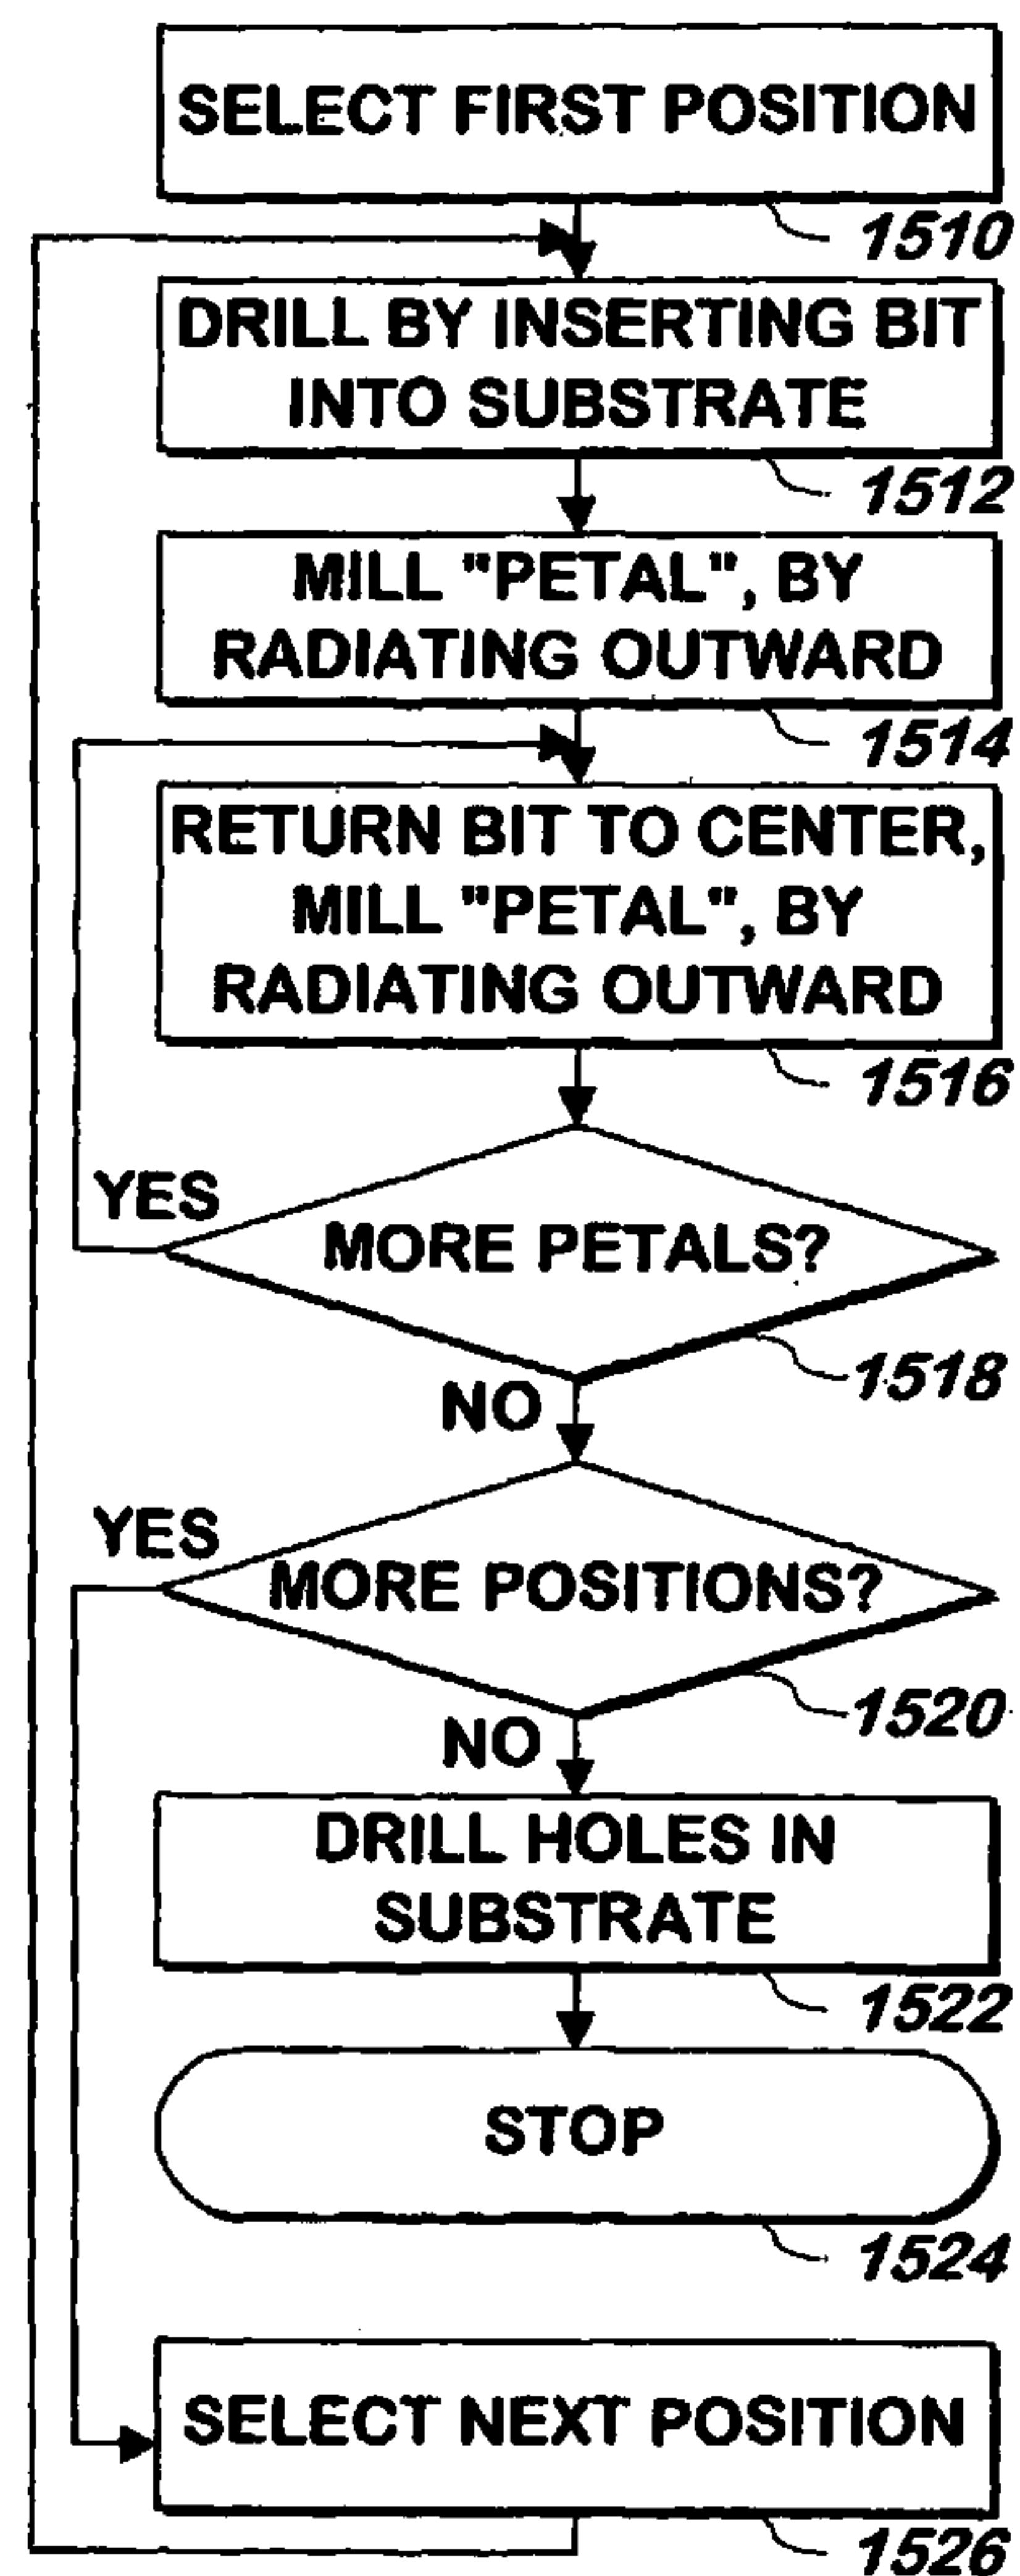 SELECT FIRST POSITION
1510
DRILL BY INSERTING BIT
INTO SUBSTRATE
1512
MILL "PETAL", BY
RADIATING OUTWARD
1514
RETURN BIT TO CENTER,
MILL "PETAL", BY
RADIATING OUTWARD
1516
YES
MORE PETALS?
1518
NO
YES
MORE POSITIONS?
1520
NO
DRILL HOLES IN
SUBSTRATE
1522
STOP
1524
SELECT NEXT POSITION
1526